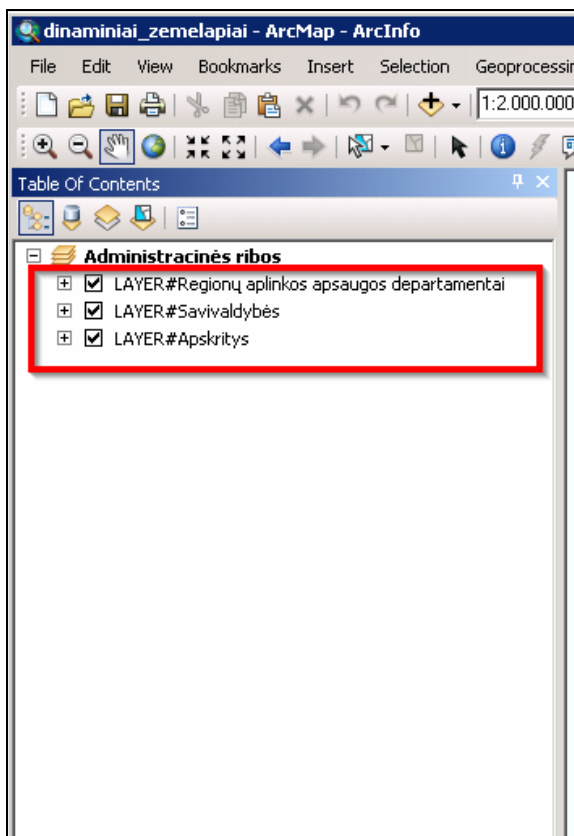 dinaminiai_zemelapiai - ArcMap - ArcInfo
File Edit View Bookmarks Insert Selection Geoprocessin
1:2.000.000
Table Of Contents
Administracinės ribos
LAYER#Regionų aplinkos apsaugos departamentai
LAYER#Savivaldybės
LAYER#Apskritys